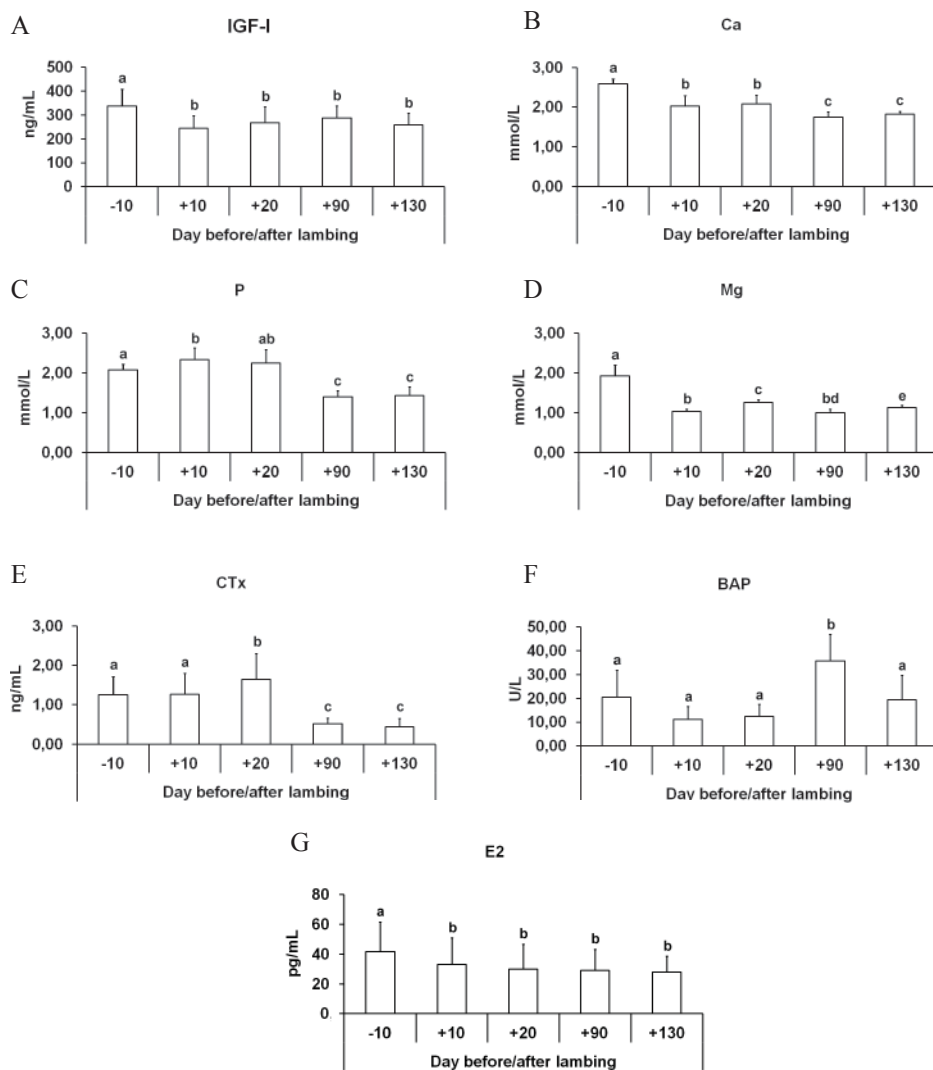 A
IGF-I
ng/mL
500
400
300
200
100
0
a
b
b
b
b
-10
+10
+20
+90
+130
Day before/after lambing
B
Ca
mmol/L
3,00
2,00
1,00
0,00
a
b
b
c
c
-10
+10
+20
+90
+130
Day before/after lambing
C
P
mmol/L
3,00
2,00
1,00
0,00
a
b
ab
c
c
-10
+10
+20
+90
+130
Day before/after lambing
D
Mg
mmol/L
3,00
2,00
1,00
0,00
a
b
c
bd
e
-10
+10
+20
+90
+130
Day before/after lambing
E
CTx
ng/mL
3,00
2,00
1,00
0,00
a
a
b
c
c
-10
+10
+20
+90
+130
Day before/after lambing
F
BAP
U/L
50,00
40,00
30,00
20,00
10,00
0,00
a
a
a
b
a
-10
+10
+20
+90
+130
Day before/after lambing
G
E2
pg/mL
80
60
40
20
0
a
b
b
b
b
-10
+10
+20
+90
+130
Day before/after lambing